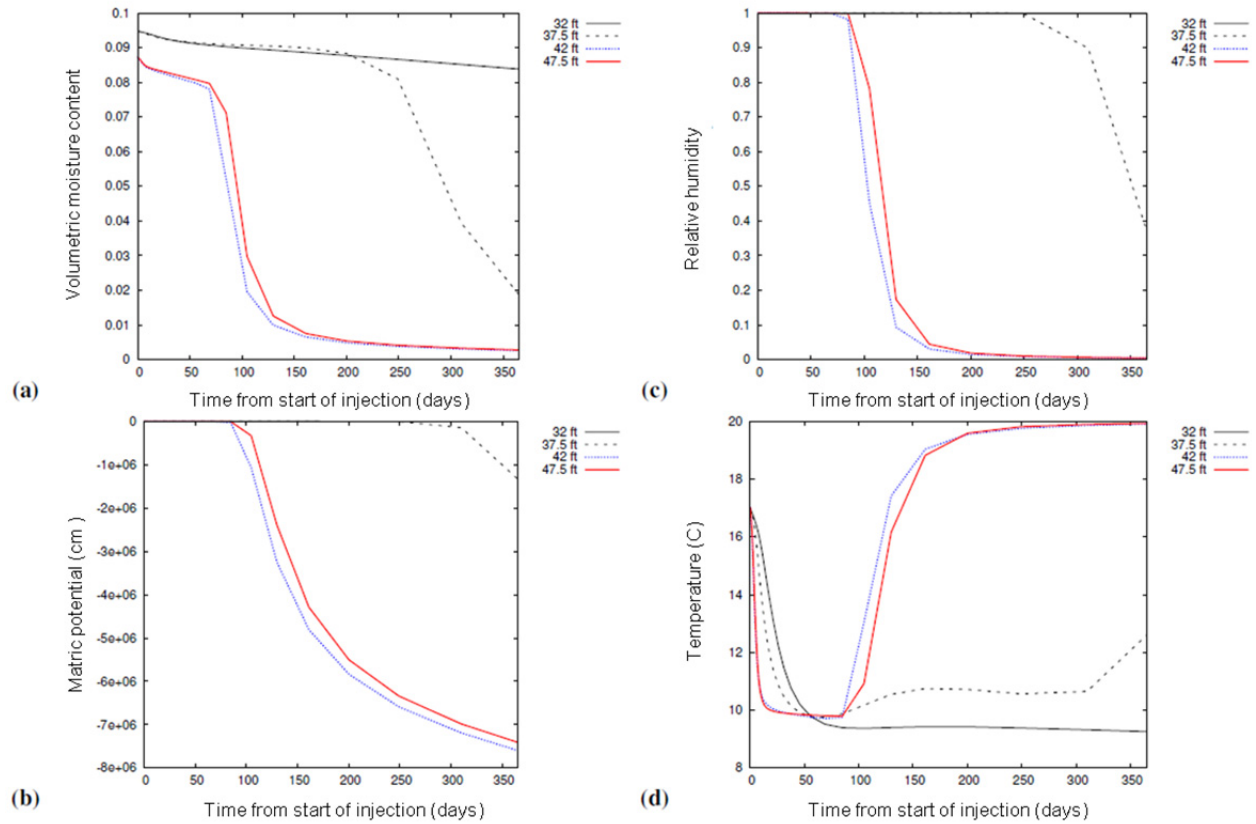 0.1
0.09
0.08
0.07
0.06
0.05
0.04
0.03
0.02
0.01
0
0 50 100 150 200 250 300 350
Volumetric moisture content
Time from start of injection (days)
32 ft
37.5 ft
42 ft
47.5 ft
(a)
1
0.9
0.8
0.7
0.6
0.5
0.4
0.3
0.2
0.1
0
0 50 100 150 200 250 300 350
Relative humidity
Time from start of injection (days)
32 ft
37.5 ft
42 ft
47.5 ft
(c)
0
-1e+06
-2e+06
-3e+06
-4e+06
-5e+06
-6e+06
-7e+06
-8e+06
0 50 100 150 200 250 300 350
Matric potential (cm)
Time from start of injection (days)
32 ft
37.5 ft
42 ft
47.5 ft
(b)
20
18
16
14
12
10
8
0 50 100 150 200 250 300 350
Temperature (C)
Time from start of injection (days)
32 ft
37.5 ft
42 ft
47.5 ft
(d)